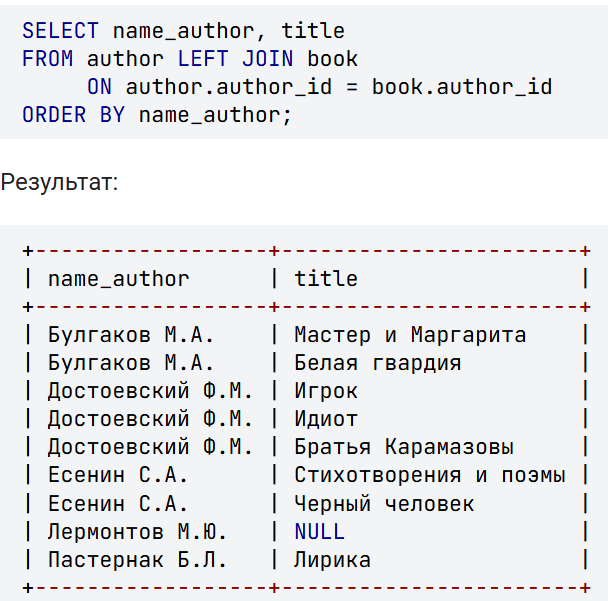 SELECT name_author, title
FROM author LEFT JOIN book
     ON author.author_id = book.author_id
ORDER BY name_author;
Результат:
+------------------+-----------------------+
| name_author      | title                 |
+------------------+-----------------------+
| Булгаков М.А.    | Мастер и Маргарита    |
| Булгаков М.А.    | Белая гвардия         |
| Достоевский Ф.М. | Игрок                 |
| Достоевский Ф.М. | Идиот                 |
| Достоевский Ф.М. | Братья Карамазовы     |
| Есенин С.А.      | Стихотворения и поэмы |
| Есенин С.А.      | Черный человек        |
| Лермонтов М.Ю.   | NULL                  |
| Пастернак Б.Л.   | Лирика                |
+------------------+-----------------------+